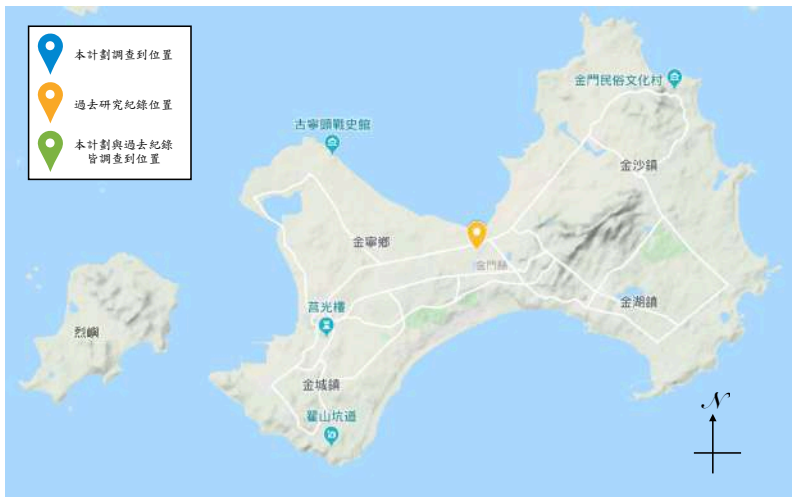 本計劃調查到位置
過去研究紀錄位置
本計劃與過去紀錄
皆調查到位置
金門民俗文化村
古寧頭戰史館
金沙鎮
金寧鄉
金門縣
金湖鎮
莒光樓
烈嶼
金城鎮
翟山坑道
N